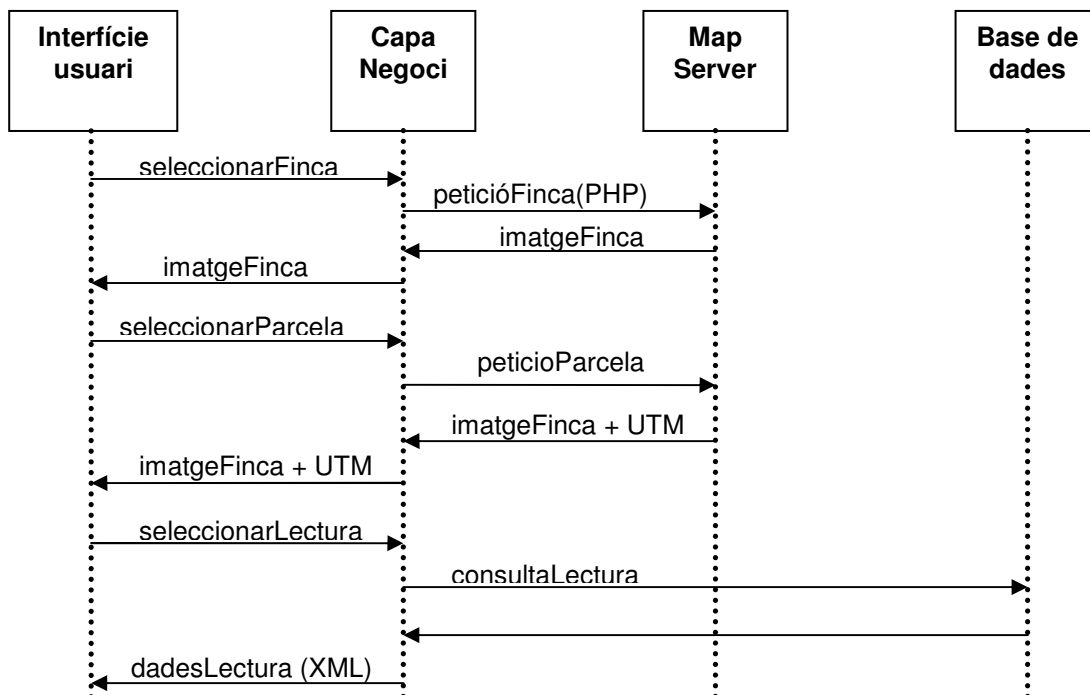 Interfície
usuari
Capa
Negoci
Map
Server
Base de
dades
seleccionarFinca
peticióFinca(PHP)
imatgeFinca
imatgeFinca
seleccionarParcela
peticioParcela
imatgeFinca + UTM
imatgeFinca + UTM
seleccionarLectura
consultaLectura
dadesLectura (XML)